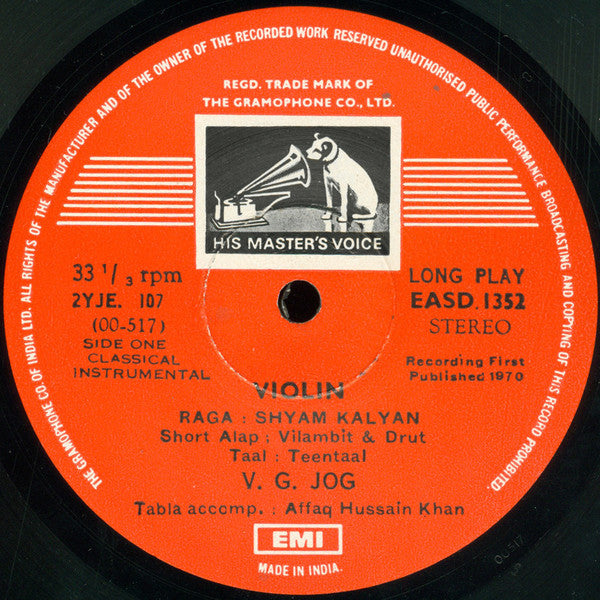 THE GRAMOPHONE CO. OF INDIA LTD. ALL RIGHTS OF THE MANUFACTURER AND OF THE OWNER OF THE RECORDED WORK RESERVED UNAUTHORISED PUBLIC PERFORMANCE BROADCASTING AND COPYING OF THIS RECORD PROHIBITED.
REGD. TRADE MARK OF
THE GRAMOPHONE CO., LTD.
HIS MASTER'S VOICE
33 1/3 rpm
2YJE. 107
(OO-517)
SIDE ONE
CLASSICAL
INSTRUMENTAL
LONG PLAY
EASD. 1352
STEREO
Recording First
Published 1970
VIOLIN
RAGA : SHYAM KALYAN
Short Alap : Vilambit & Drut
Taal : Teentaal
V. G. JOG
Tabla accomp. : Affaq Hussain Khan
EMI
MADE IN INDIA.